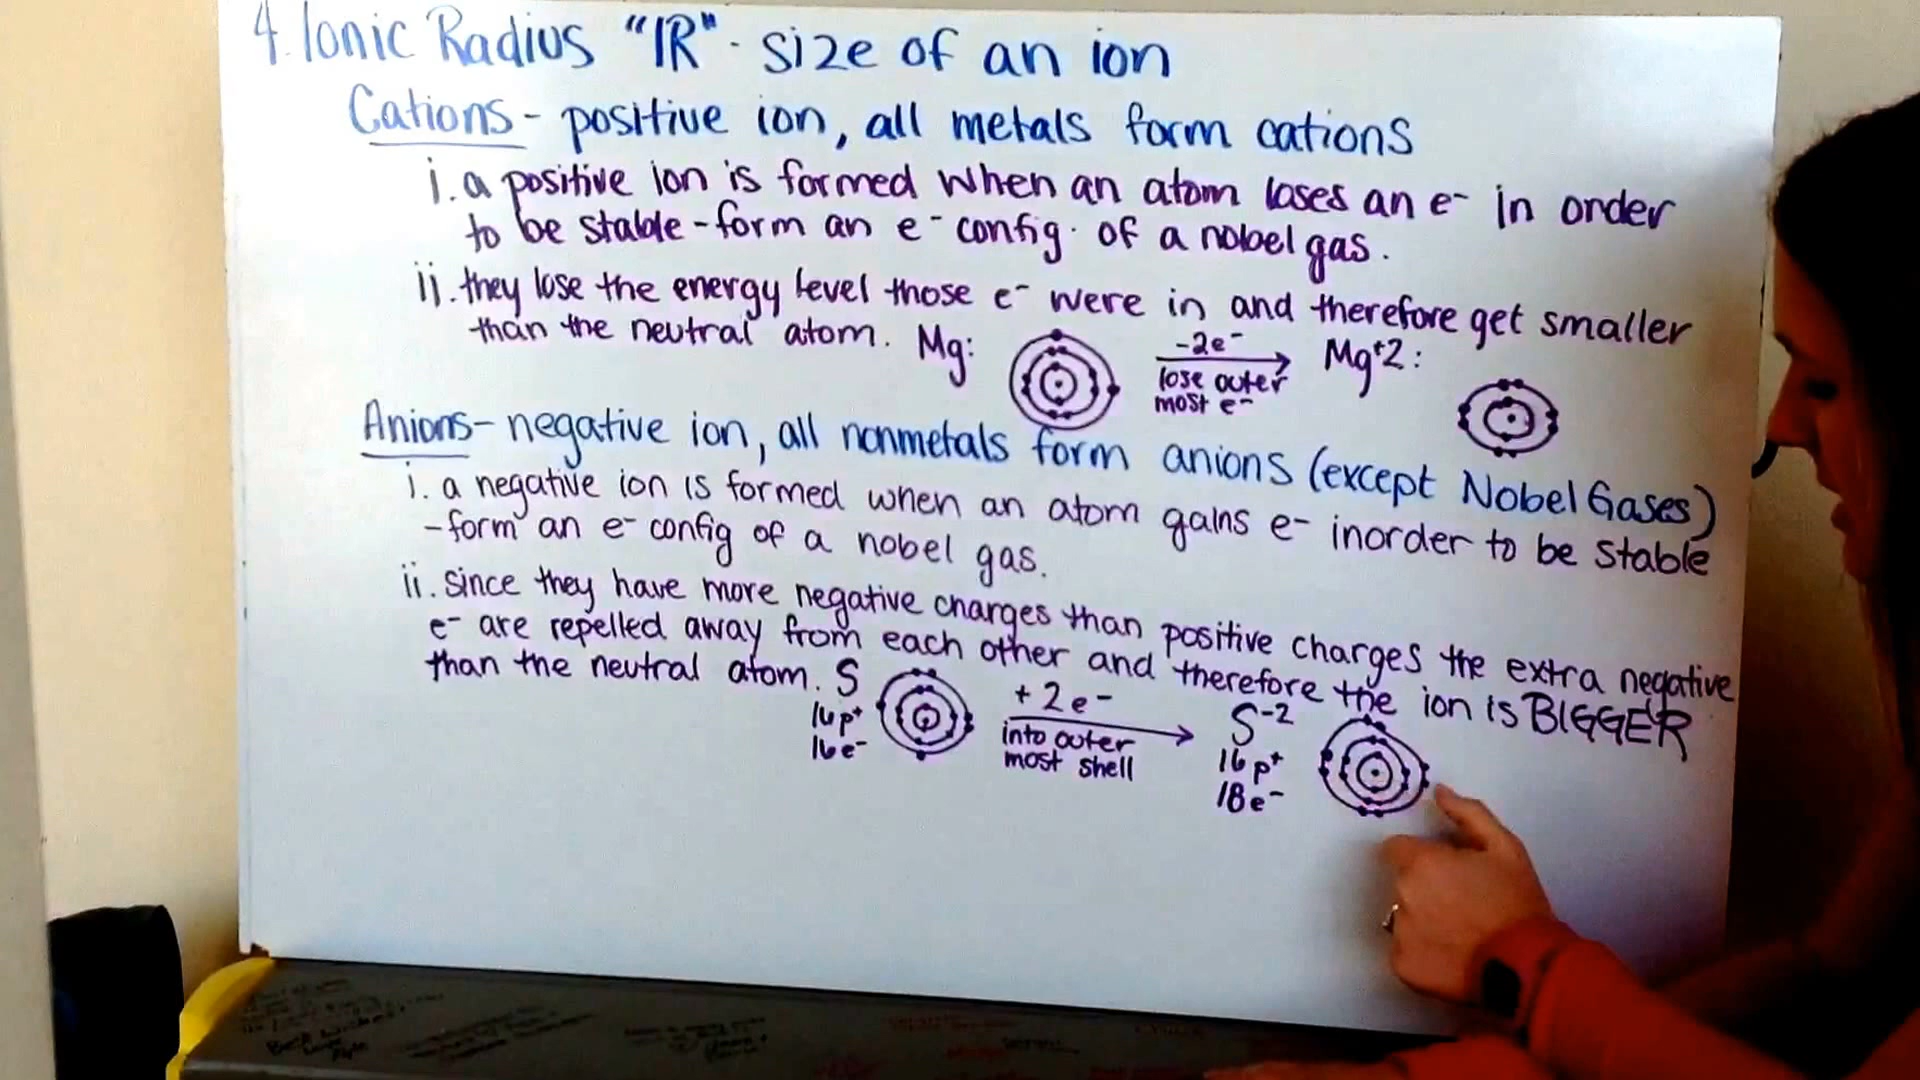 4. Ionic Radius "IR" - size of an ion
Cations - positive ion, all metals form cations
i. a positive ion is formed when an atom loses an e- in order
to be stable - form an e- config. of a nobel gas.
ii. they lose the energy level those e- were in and therefore get smaller
than the neutral atom. Mg: -2e- Mg+2:
lose outer
most e-
Anions - negative ion, all nonmetals form anions (except Nobel Gases)
i. a negative ion is formed when an atom gains e- inorder to be stable
- form an e- config of a nobel gas.
ii. since they have more negative charges than positive charges the extra negative
e- are repelled away from each other and therefore the ion is BIGGER
than the neutral atom. S +2e- S-2
16p+ into outer 16p+
16e- most shell 18e-